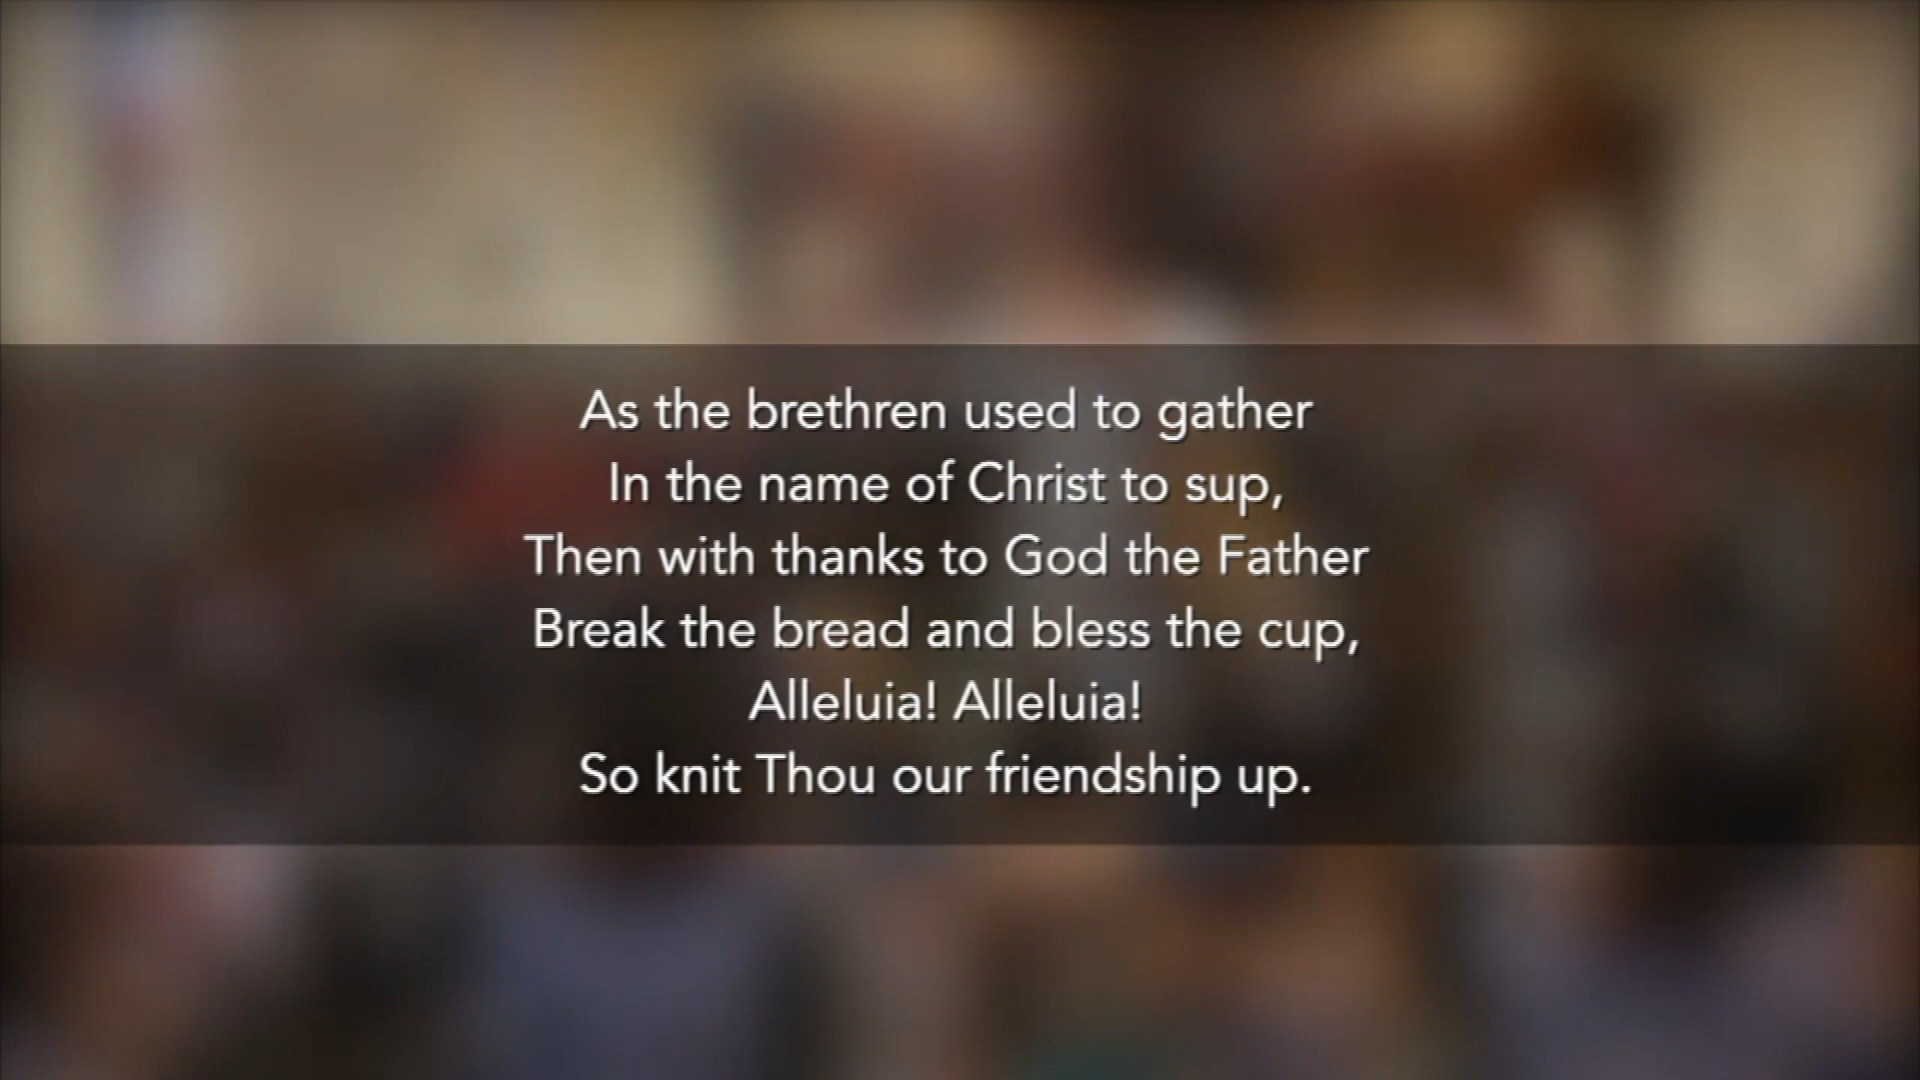 As the brethren used to gather
In the name of Christ to sup,
Then with thanks to God the Father
Break the bread and bless the cup,
Alleluia! Alleluia!
So knit Thou our friendship up.